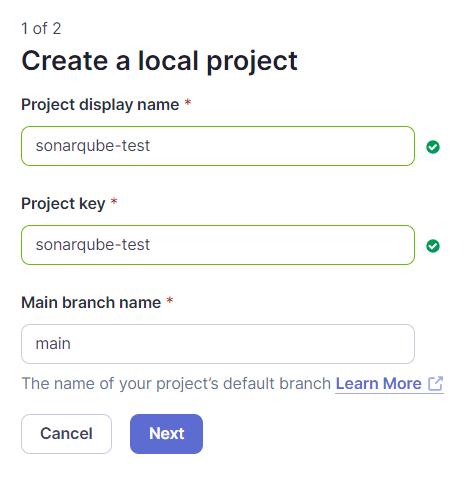 1 of 2
Create a local project
Project display name *
sonarqube-test
Project key *
sonarqube-test
Main branch name *
main
The name of your project's default branch Learn More
Cancel Next